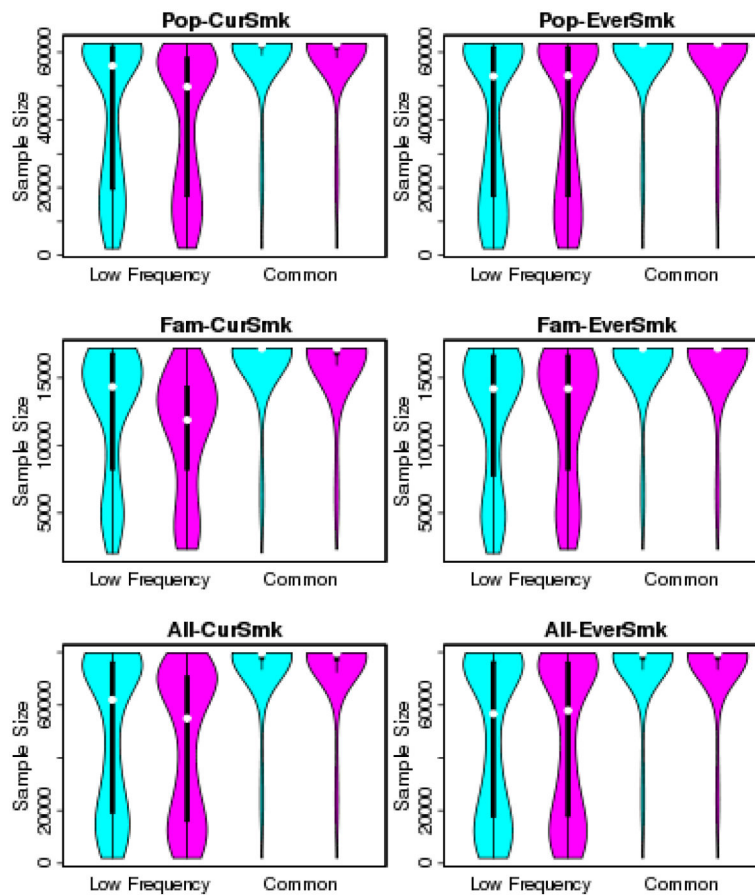 Pop-CurSmk
Sample Size
60000
40000
20000
0
Low Frequency Common
Pop-EverSmk
Sample Size
60000
40000
20000
0
Low Frequency Common
Fam-CurSmk
Sample Size
15000
10000
5000
Low Frequency Common
Fam-EverSmk
Sample Size
15000
10000
5000
Low Frequency Common
All-CurSmk
Sample Size
60000
20000
0
Low Frequency Common
All-EverSmk
Sample Size
60000
20000
0
Low Frequency Common